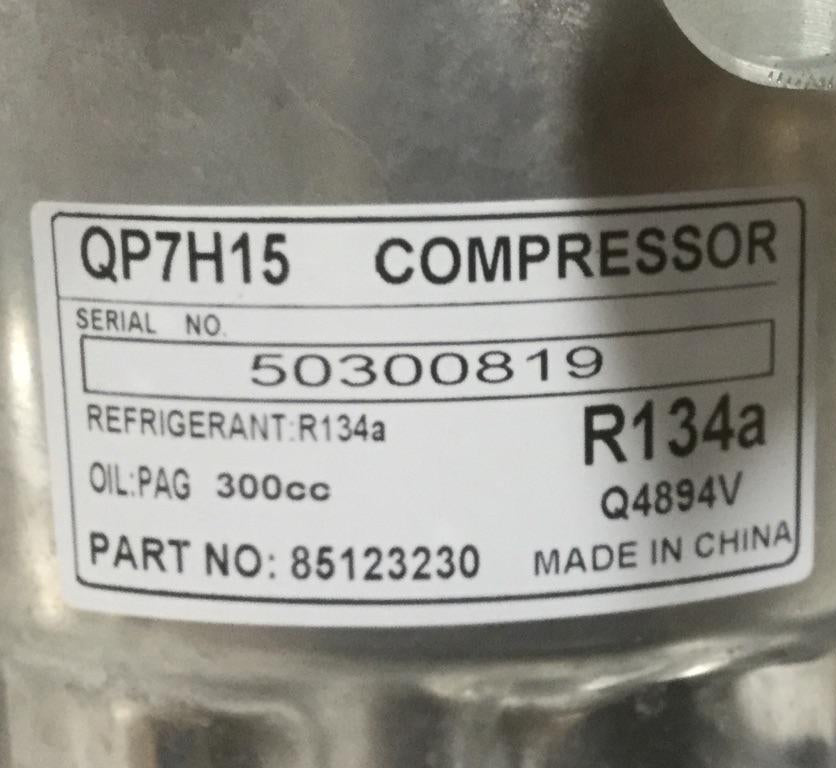 QP7H15 COMPRESSOR
SERIAL NO.
50300819
REFRIGERANT:R134a R134a
OIL:PAG 300cc Q4894V
PART NO: 85123230 MADE IN CHINA